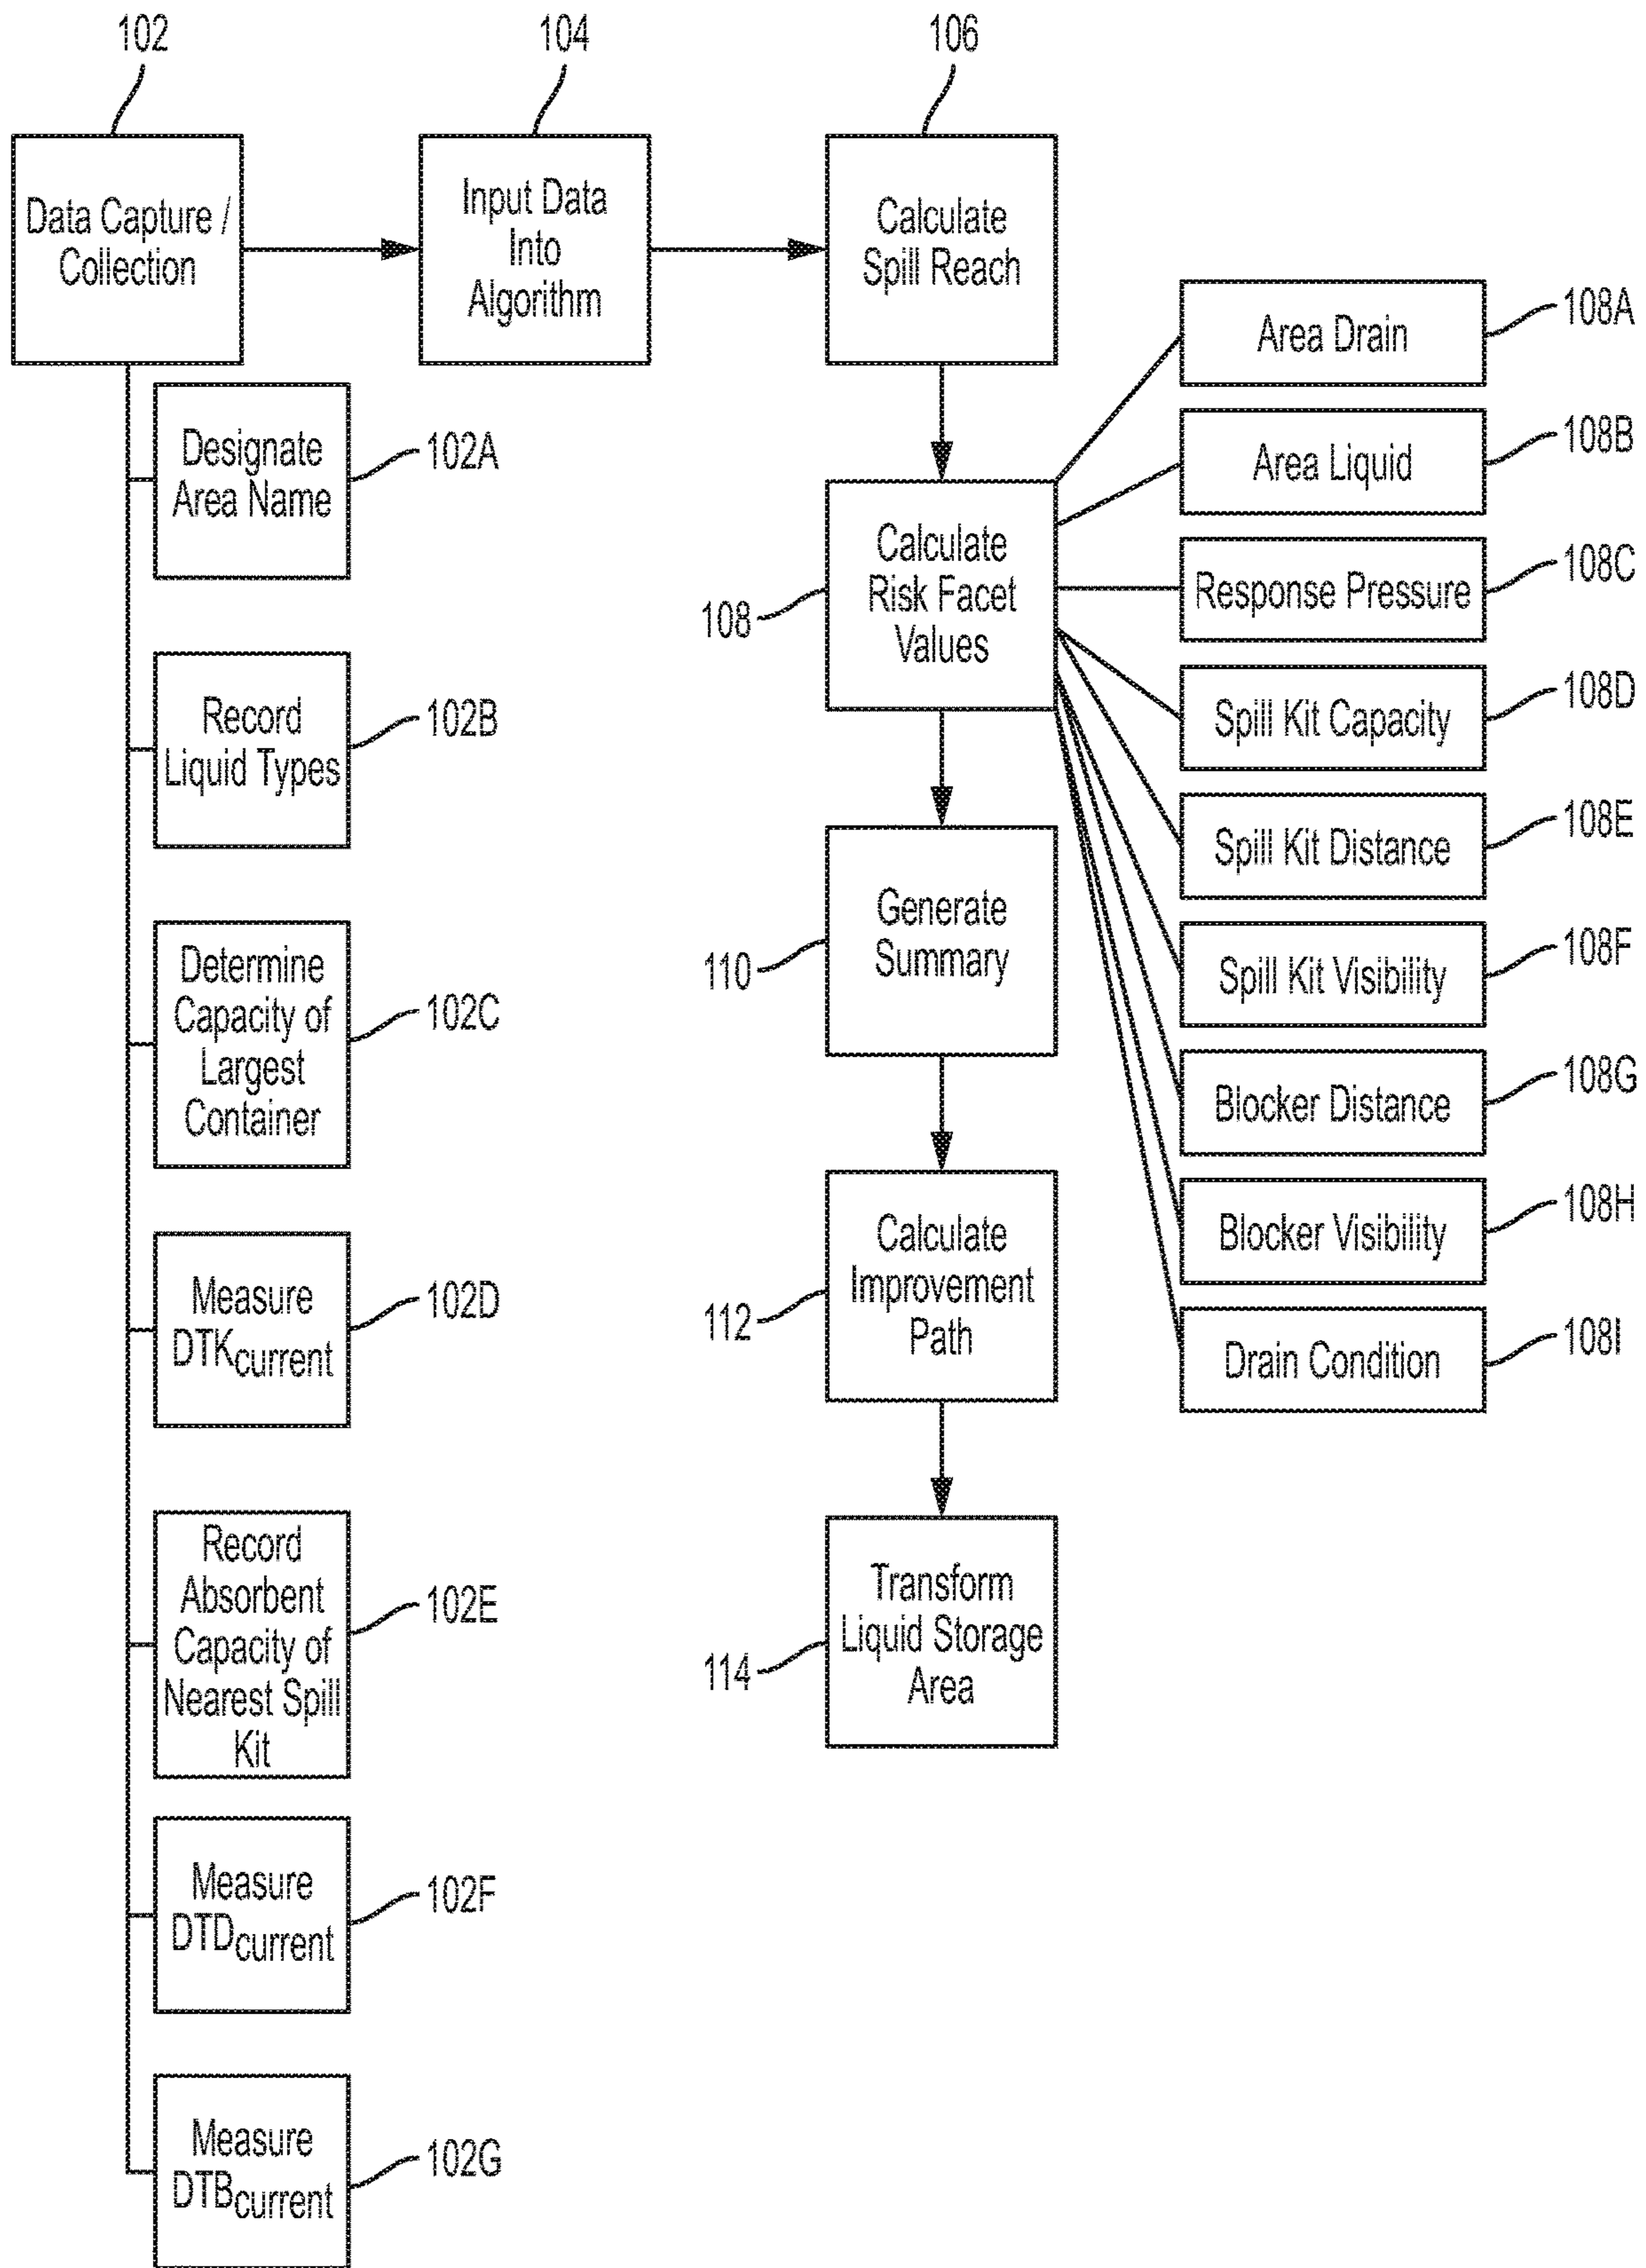 102
104
106
Data Capture /
Collection
Input Data
Into
Algorithm
Calculate
Spill Reach
Designate
Area Name
102A
Record
Liquid Types
102B
Determine
Capacity of
Largest
Container
102C
Measure
DTKcurrent
102D
Record
Absorbent
Capacity of
Nearest Spill
Kit
102E
Measure
DTDcurrent
102F
Measure
DTBcurrent
102G
Calculate
Risk Facet
Values
108
Area Drain
108A
Area Liquid
108B
Response Pressure
108C
Spill Kit Capacity
108D
Spill Kit Distance
108E
Spill Kit Visibility
108F
Blocker Distance
108G
Blocker Visibility
108H
Drain Condition
108I
Generate
Summary
110
Calculate
Improvement
Path
112
Transform
Liquid Storage
Area
114